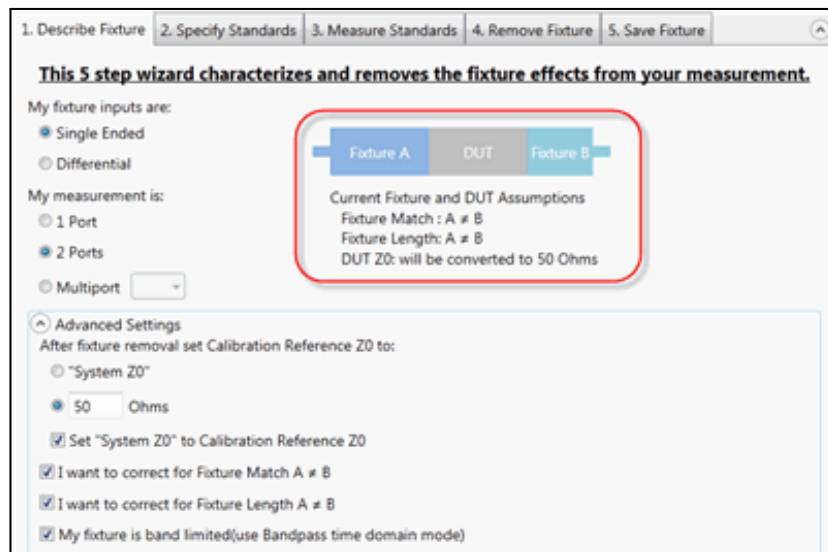 1. Describe Fixture 2. Specify Standards 3. Measure Standards 4. Remove Fixture 5. Save Fixture
This 5 step wizard characterizes and removes the fixture effects from your measurement.
My fixture inputs are:
Single Ended
Differential
My measurement is:
1 Port
2 Ports
Multiport
Fixture A DUT Fixture B
Current Fixture and DUT Assumptions
Fixture Match : A ≠ B
Fixture Length: A ≠ B
DUT Z0: will be converted to 50 Ohms
Advanced Settings
After fixture removal set Calibration Reference Z0 to:
"System Z0"
50 Ohms
Set "System Z0" to Calibration Reference Z0
I want to correct for Fixture Match A ≠ B
I want to correct for Fixture Length A ≠ B
My fixture is band limited(use Bandpass time domain mode)